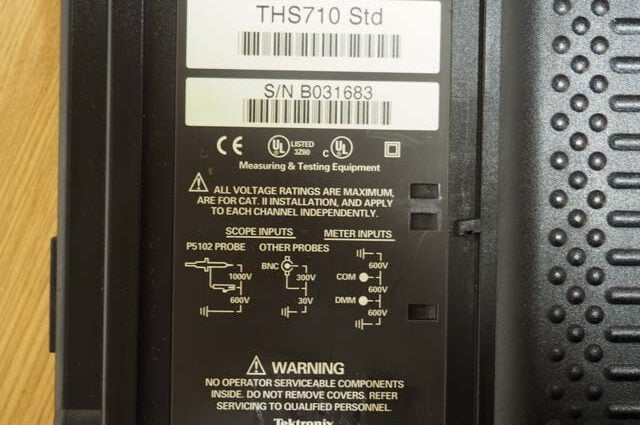 THS710 Std
S/N B031683
CE UL LISTED 3Z80 C UL
Measuring & Testing Equipment
ALL VOLTAGE RATINGS ARE MAXIMUM,
ARE FOR CAT. II INSTALLATION, AND APPLY
TO EACH CHANNEL INDEPENDENTLY.
SCOPE INPUTS METER INPUTS
P5102 PROBE OTHER PROBES
BNC 600V
1000V 300V COM
600V 600V
30V DMM
600V
WARNING
NO OPERATOR SERVICEABLE COMPONENTS
INSIDE. DO NOT REMOVE COVERS. REFER
SERVICING TO QUALIFIED PERSONNEL.
Tektronix